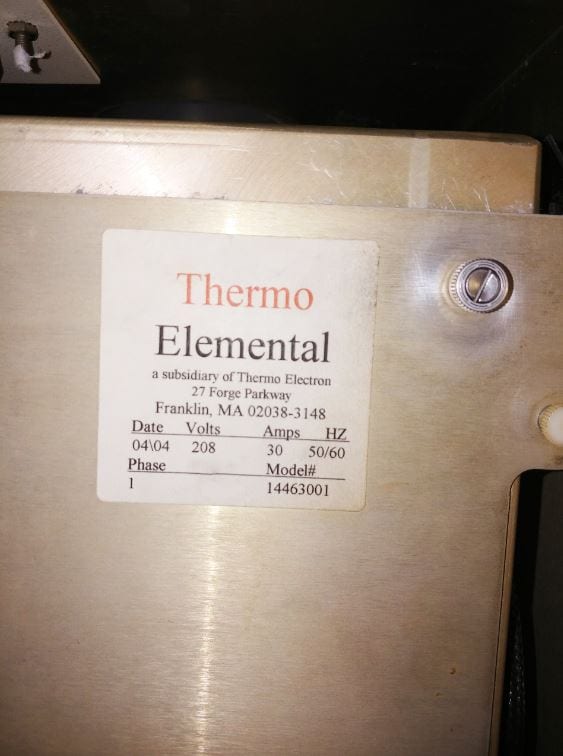 Thermo
Elemental
a subsidiary of Thermo Electron
27 Forge Parkway
Franklin, MA 02038-3148
Date Volts Amps HZ
04\04 208 30 50/60
Phase Model#
1 14463001